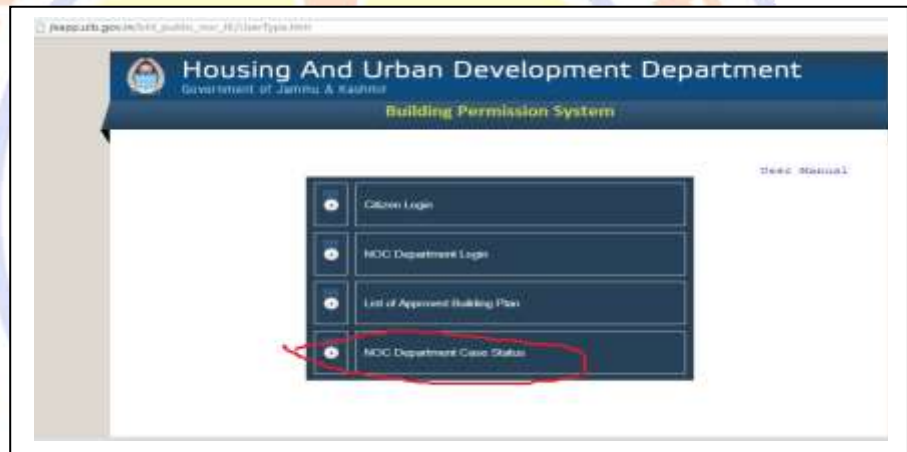 Housing And Urban Development Department
Government of Jammu & Kashmir
Building Permission System
User Manual
Citizen Login
NOC Department Login
List of Approved Building Plan
NOC Department Case Status